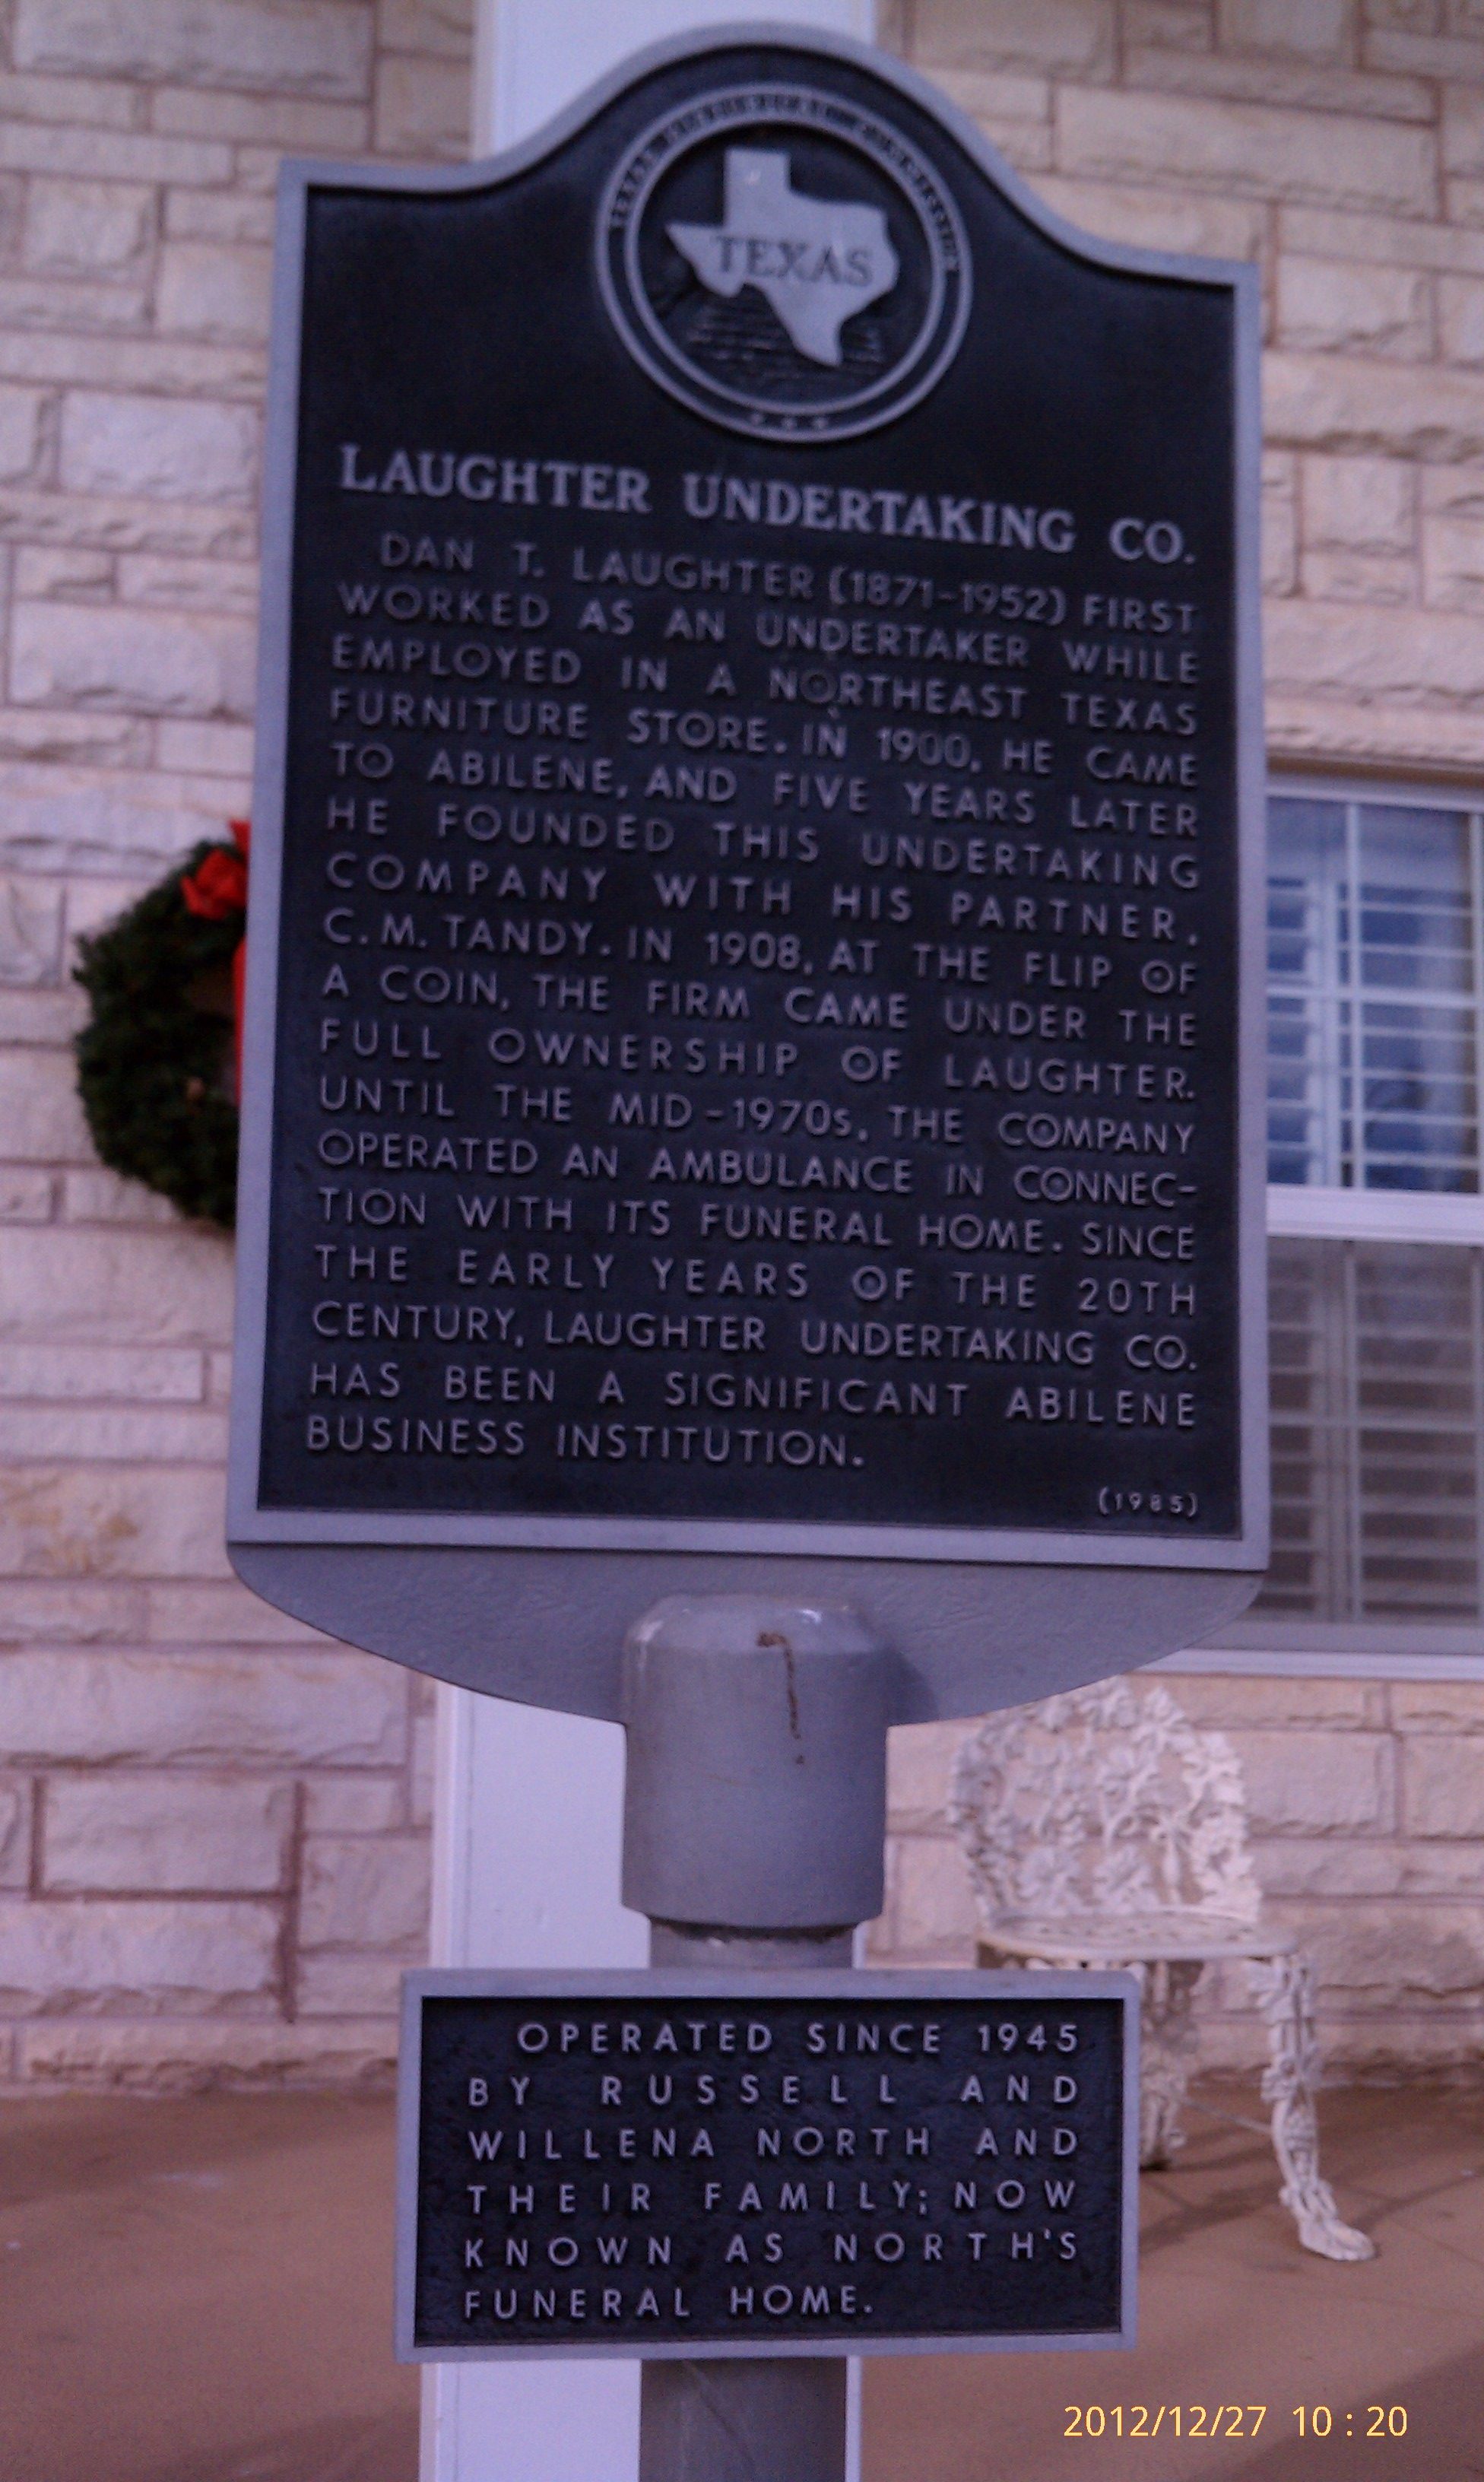 TEXAS HISTORICAL COMMISSION
TEXAS
LAUGHTER UNDERTAKING CO.
DAN T. LAUGHTER (1871-1952) FIRST
WORKED AS AN UNDERTAKER WHILE
EMPLOYED IN A NORTHEAST TEXAS
FURNITURE STORE. IN 1900, HE CAME
TO ABILENE, AND FIVE YEARS LATER
HE FOUNDED THIS UNDERTAKING
COMPANY WITH HIS PARTNER,
C.M. TANDY. IN 1908, AT THE FLIP OF
A COIN, THE FIRM CAME UNDER THE
FULL OWNERSHIP OF LAUGHTER.
UNTIL THE MID-1970s, THE COMPANY
OPERATED AN AMBULANCE IN CONNEC-
TION WITH ITS FUNERAL HOME. SINCE
THE EARLY YEARS OF THE 20TH
CENTURY, LAUGHTER UNDERTAKING CO.
HAS BEEN A SIGNIFICANT ABILENE
BUSINESS INSTITUTION.
(1985)
OPERATED SINCE 1945
BY RUSSELL AND
WILLENA NORTH AND
THEIR FAMILY; NOW
KNOWN AS NORTH'S
FUNERAL HOME.
2012/12/27 10:20